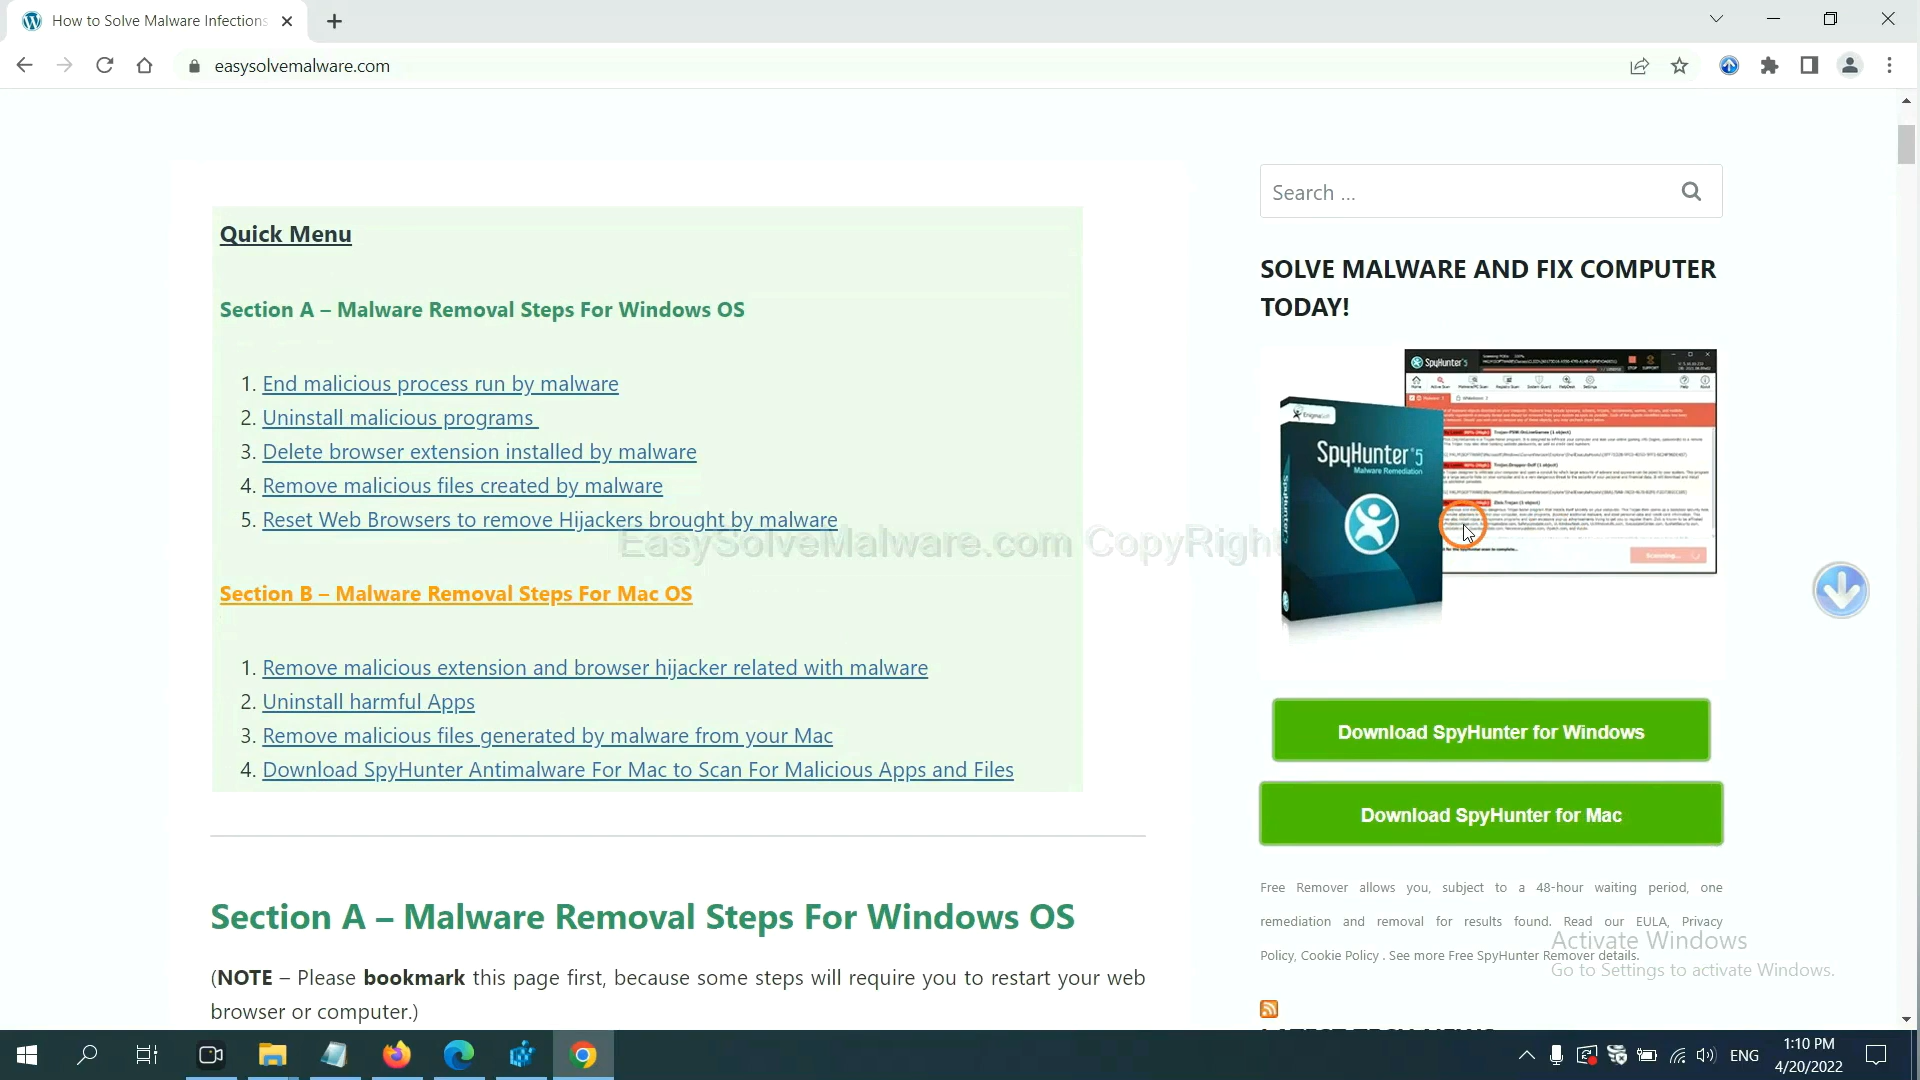 How to Solve Malware Infections
easysolvemalware.com
Quick Menu
Section A – Malware Removal Steps For Windows OS
1. End malicious process run by malware
2. Uninstall malicious programs
3. Delete browser extension installed by malware
4. Remove malicious files created by malware
5. Reset Web Browsers to remove Hijackers brought by malware
EasySolveMalware.com CopyRight
Section B – Malware Removal Steps For Mac OS
1. Remove malicious extension and browser hijacker related with malware
2. Uninstall harmful Apps
3. Remove malicious files generated by malware from your Mac
4. Download SpyHunter Antimalware For Mac to Scan For Malicious Apps and Files
Section A – Malware Removal Steps For Windows OS
(NOTE – Please bookmark this page first, because some steps will require you to restart your web
browser or computer.)
Search ...
SOLVE MALWARE AND FIX COMPUTER
TODAY!
SpyHunter 5
EnigmaSoft
SpyHunter 5
Malware Remediation
Scanning...
Download SpyHunter for Windows
Download SpyHunter for Mac
Free Remover allows you, subject to a 48-hour waiting period, one
remediation and removal for results found. Read our EULA, Privacy
Policy, Cookie Policy . See more Free SpyHunter Remover details.
Activate Windows
Go to Settings to activate Windows.
ENG
1:10 PM
4/20/2022